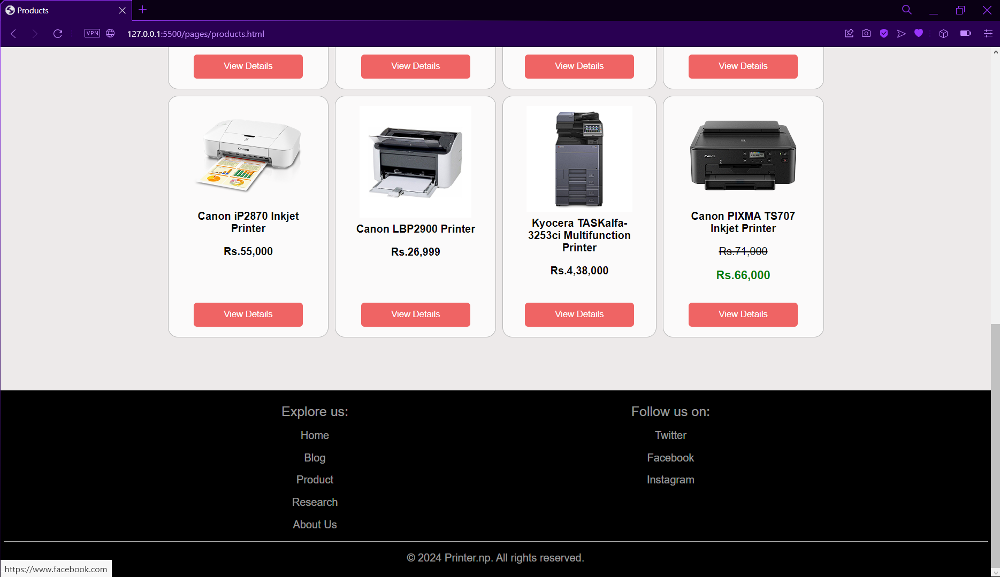 Products
VPN
127.0.0.1:5500/pages/products.html
View Details
View Details
View Details
View Details
Canon
Canon
Canon iP2870 Inkjet
Printer
Rs.55,000
View Details
Canon LBP2900 Printer
Rs.26,999
View Details
Kyocera TASKalfa-
3253ci Multifunction
Printer
Rs.4,38,000
View Details
Canon PIXMA TS707
Inkjet Printer
Rs.71,000
Rs.66,000
View Details
Explore us:
Home
Blog
Product
Research
About Us
Follow us on:
Twitter
Facebook
Instagram
© 2024 Printer.np. All rights reserved.
https://www.facebook.com